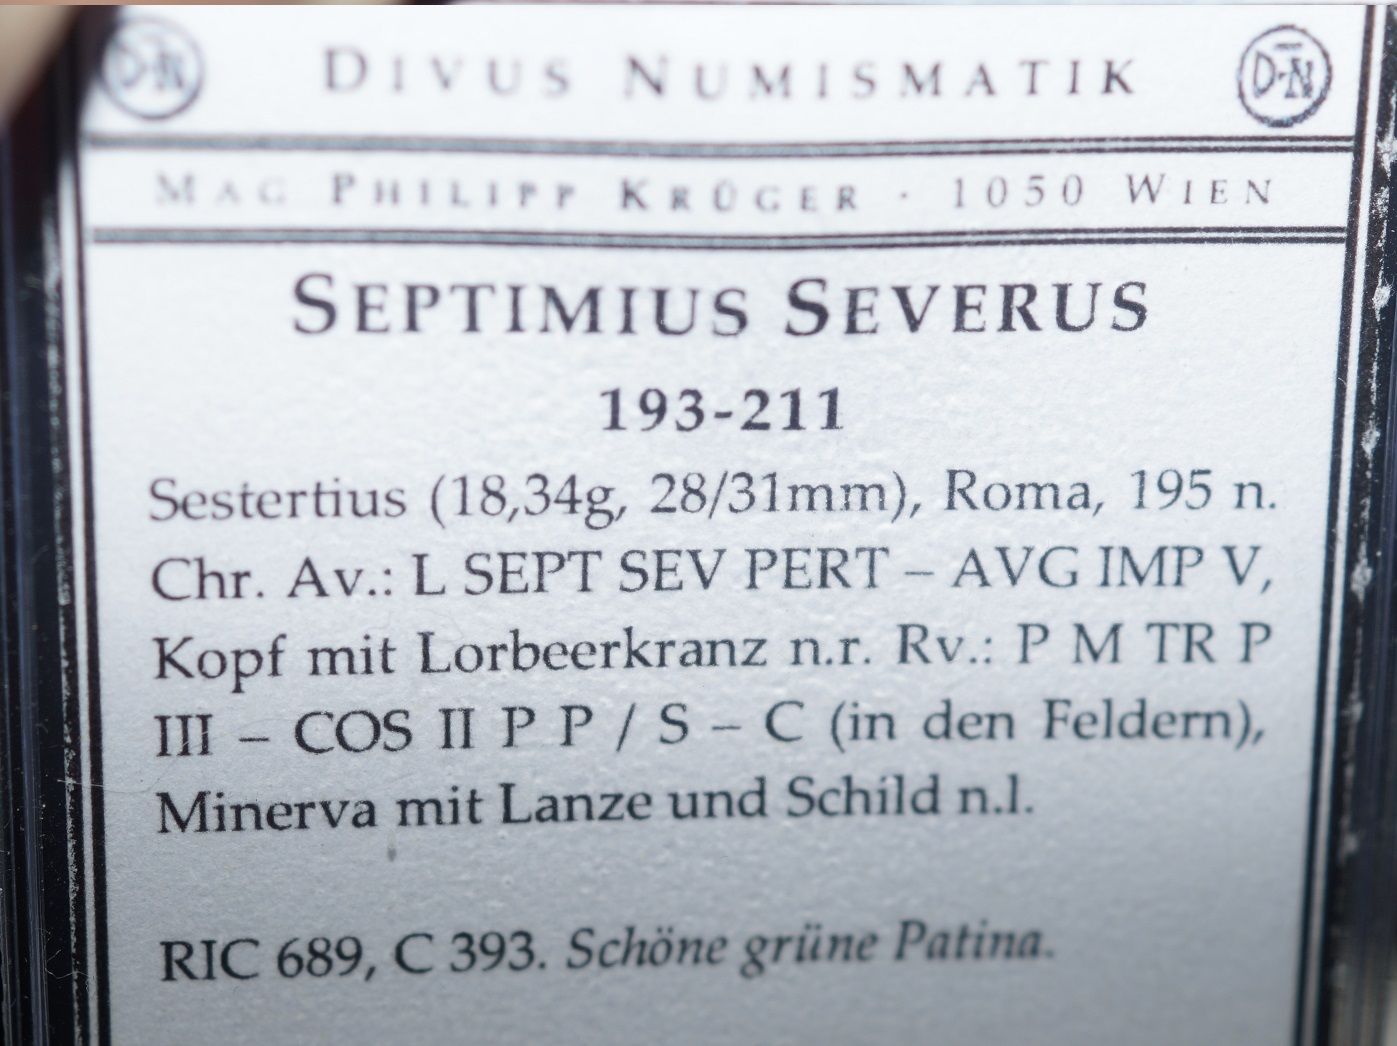 D·N DIVUS NUMISMATIK D·N
MAG PHILIPP KRÜGER · 1050 WIEN
SEPTIMIUS SEVERUS
193-211
Sestertius (18,34g, 28/31mm), Roma, 195 n.
Chr. Av.: L SEPT SEV PERT – AVG IMP V,
Kopf mit Lorbeerkranz n.r. Rv.: P M TR P
III – COS II P P / S – C (in den Feldern),
Minerva mit Lanze und Schild n.l.
RIC 689, C 393. Schöne grüne Patina.